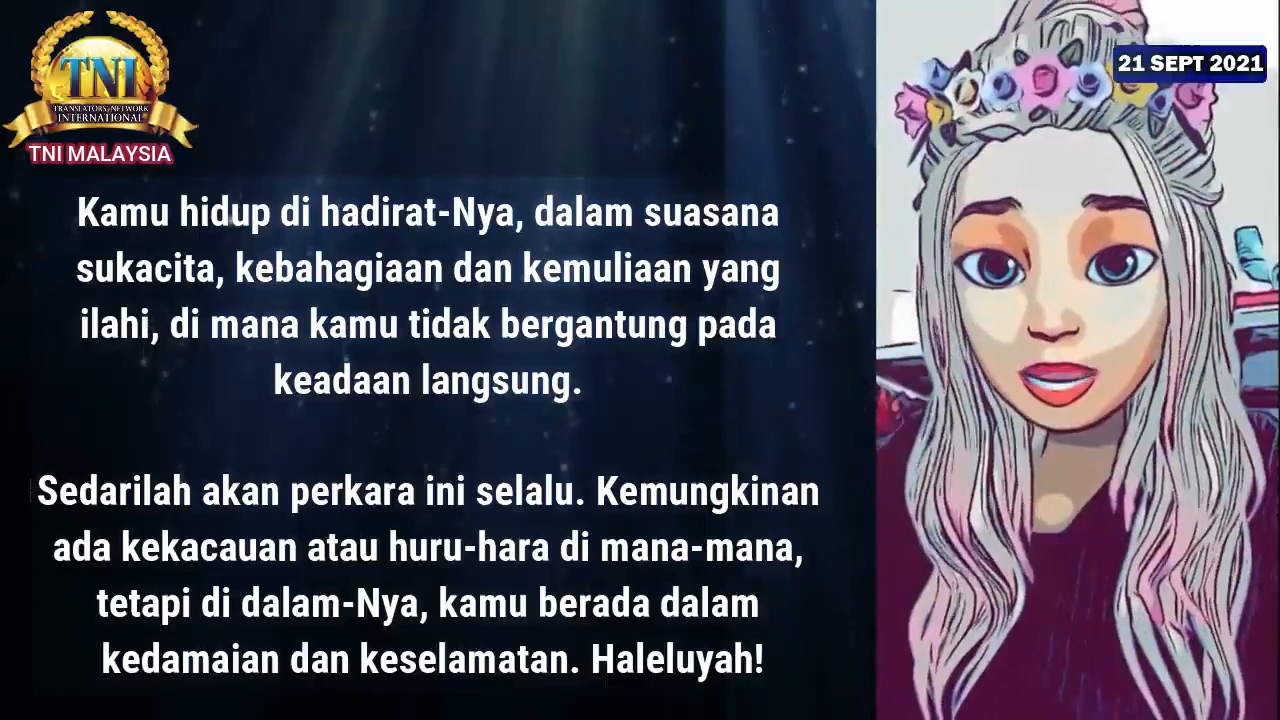 TNI
TRANSLATORS' NETWORK
INTERNATIONAL
TNI MALAYSIA
21 SEPT 2021
Kamu hidup di hadirat-Nya, dalam suasana
sukacita, kebahagiaan dan kemuliaan yang
ilahi, di mana kamu tidak bergantung pada
keadaan langsung.
Sedarilah akan perkara ini selalu. Kemungkinan
ada kekacauan atau huru-hara di mana-mana,
tetapi di dalam-Nya, kamu berada dalam
kedamaian dan keselamatan. Haleluyah!